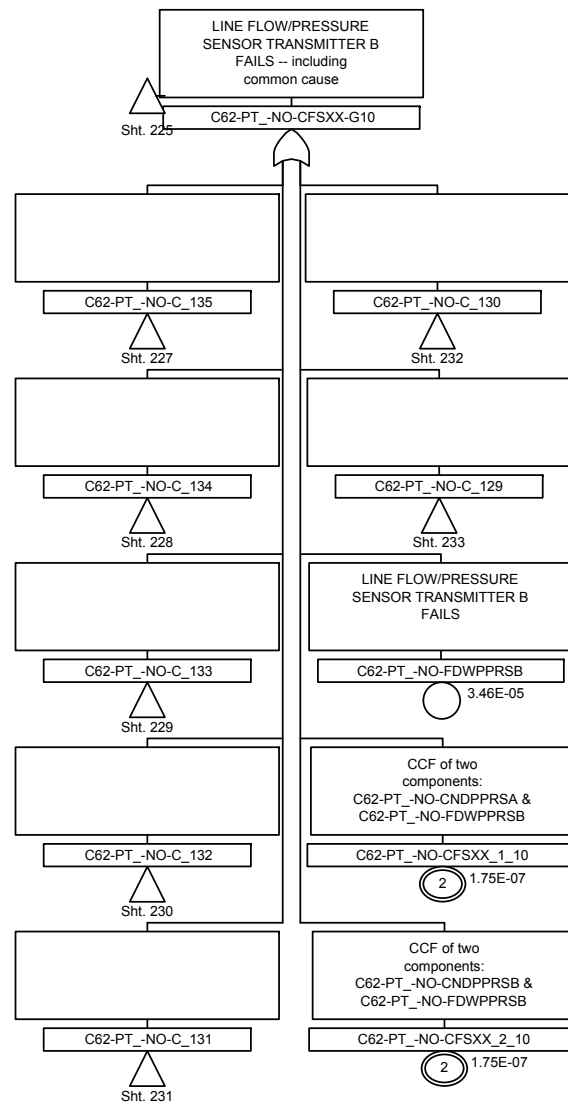 LINE FLOW/PRESSURE
SENSOR TRANSMITTER B
FAILS -- including
common cause
C62-PT_-NO-CFSXX-G10
Sht. 225
C62-PT_-NO-C_135
Sht. 227
C62-PT_-NO-C_130
Sht. 232
C62-PT_-NO-C_134
Sht. 228
C62-PT_-NO-C_129
Sht. 233
C62-PT_-NO-C_133
Sht. 229
LINE FLOW/PRESSURE
SENSOR TRANSMITTER B
FAILS
C62-PT_-NO-FDWPPRSB
3.46E-05
C62-PT_-NO-C_132
Sht. 230
CCF of two
components:
C62-PT_-NO-CNDPPRSA &
C62-PT_-NO-FDWPPRSB
C62-PT_-NO-CFSXX_1_10
2
1.75E-07
C62-PT_-NO-C_131
Sht. 231
CCF of two
components:
C62-PT_-NO-CNDPPRSB &
C62-PT_-NO-FDWPPRSB
C62-PT_-NO-CFSXX_2_10
2
1.75E-07